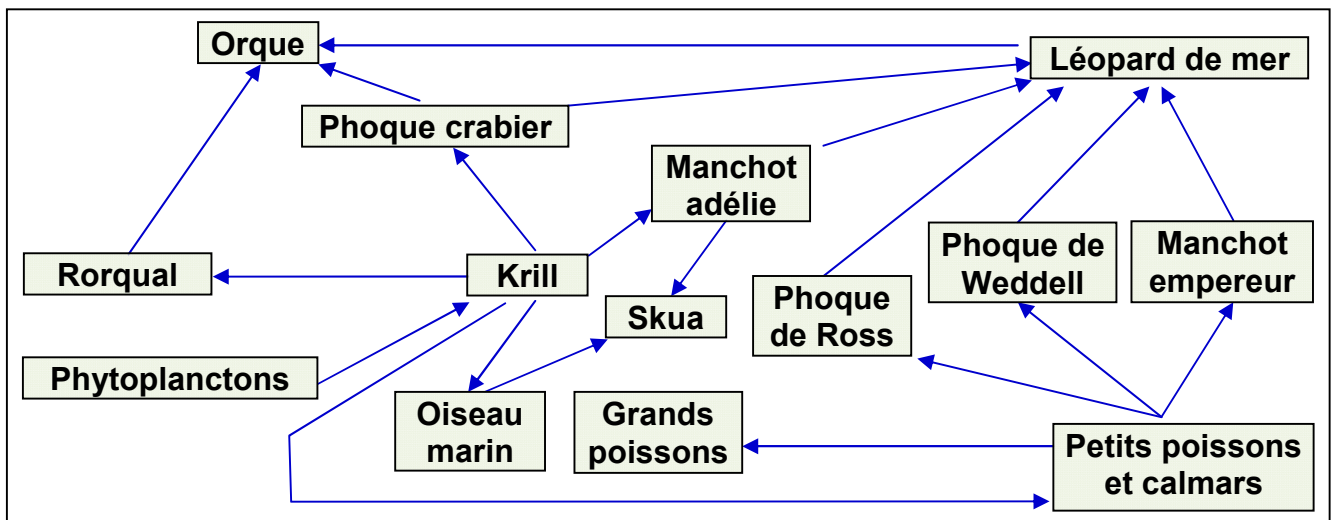 Orque
Léopard de mer
Phoque crabier
Manchot
adélie
Phoque de
Weddell
Manchot
empereur
Rorqual
Krill
Skua
Phoque
de Ross
Phytoplanctons
Oiseau
marin
Grands
poissons
Petits poissons
et calmars